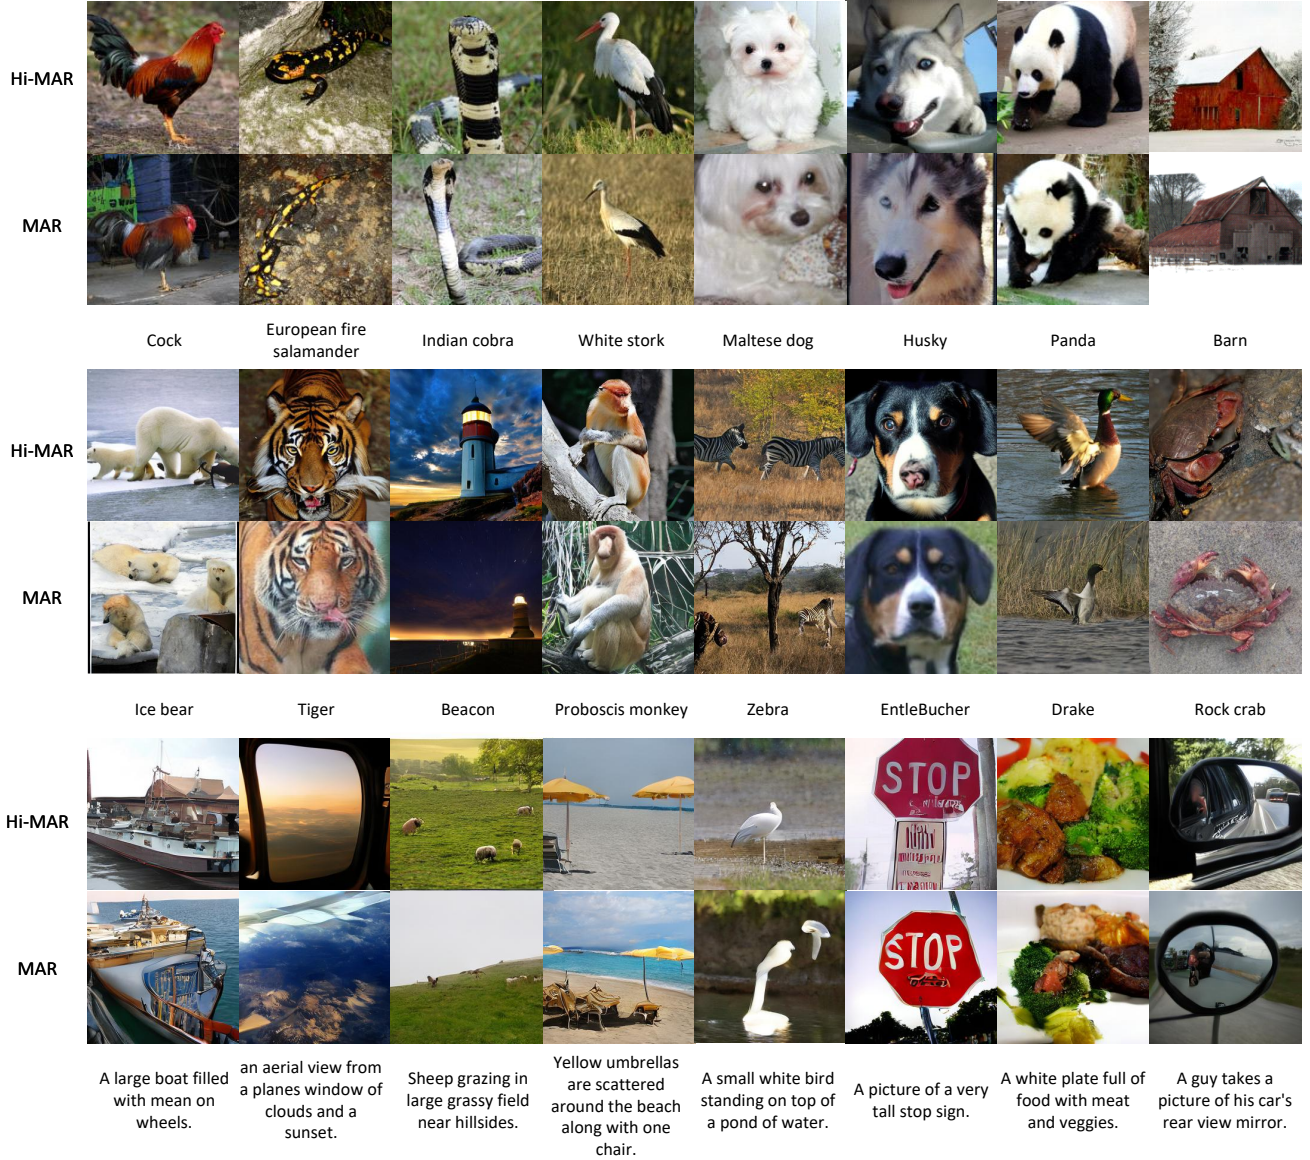 Hi-MAR
MAR
Cock
European fire
salamander
Indian cobra
White stork
Maltese dog
Husky
Panda
Barn
Hi-MAR
MAR
Ice bear
Tiger
Beacon
Proboscis monkey
Zebra
EntleBucher
Drake
Rock crab
Hi-MAR
STOP
MAR
STOP
A large boat filled
with mean on
wheels.
an aerial view from
a planes window of
clouds and a
sunset.
Sheep grazing in
large grassy field
near hillsides.
Yellow umbrellas
are scattered
around the beach
along with one
chair.
A small white bird
standing on top of
a pond of water.
A picture of a very
tall stop sign.
A white plate full of
food with meat
and veggies.
A guy takes a
picture of his car's
rear view mirror.